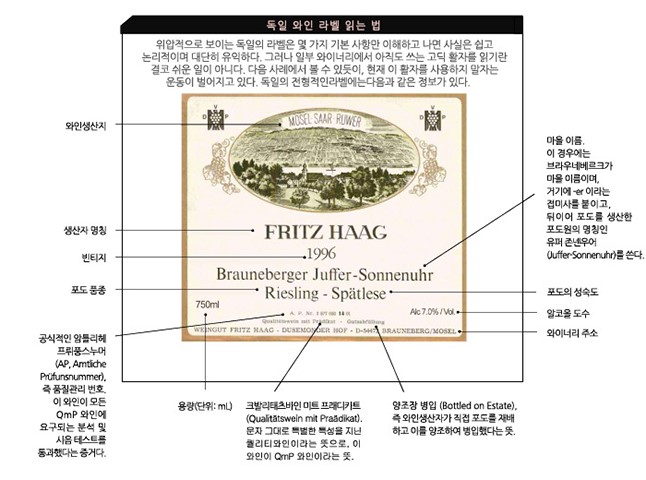 독일 와인 라벨 읽는 법
위압적으로 보이는 독일의 라벨은 몇 가지 기본 사항만 이해하고 나면 사실은 쉽고
논리적이며 대단히 유익하다. 그러나 일부 와이너리에서 아직도 쓰는 고딕 활자를 읽기란
결코 쉬운 일이 아니다. 다음 사례에서 볼 수 있듯이, 현재 이 활자를 사용하지 말자는
운동이 벌어지고 있다. 독일의 전형적인라벨에는다음과 같은 정보가 있다.
V
D P
V
D P
MOSEL·SAAR·RUWER
와인생산지
생산자 명칭
빈티지
포도 품종
FRITZ HAAG
1996
Brauneberger Juffer-Sonnenuhr
Riesling - Spätlese
750ml
Alc 7.0% / Vol.
A. P. Nr.
Qualitätswein mit Prädikat - Gutsabfüllung
WEINGUT FRITZ HAAG - DUSEMONDER HOF - BRAUNEBERG/MOSEL
마을 이름.
이 경우에는
브라우네베르크가
마을 이름이며,
거기에 -er 이라는
접미사를 붙이고,
뒤이어 포도를 생산한
포도원의 명칭인
유퍼 존넨우어
(Juffer-Sonnenuhr)를 쓴다.
포도의 성숙도
알코올 도수
와이너리 주소
공식적인 암틀리헤
프뤼풍스누머
(AP, Amtliche
Prüfunsnummer),
즉 품질관리 번호.
이 와인이 모든
QmP 와인에
요구되는 분석 및
시음 테스트를
통과했다는 증거다.
용량(단위: mL)
크발리태츠바인 미트 프레디카트
(Qualitätswein mit Praädikat).
문자 그대로 특별한 특성을 지닌
퀄리티와인이라는 뜻으로, 이
와인이 QmP 와인이라는 뜻.
양조장 병입 (Bottled on Estate),
즉 와인생산자가 직접 포도를 재배
하고 이를 양조하여 병입했다는 뜻.